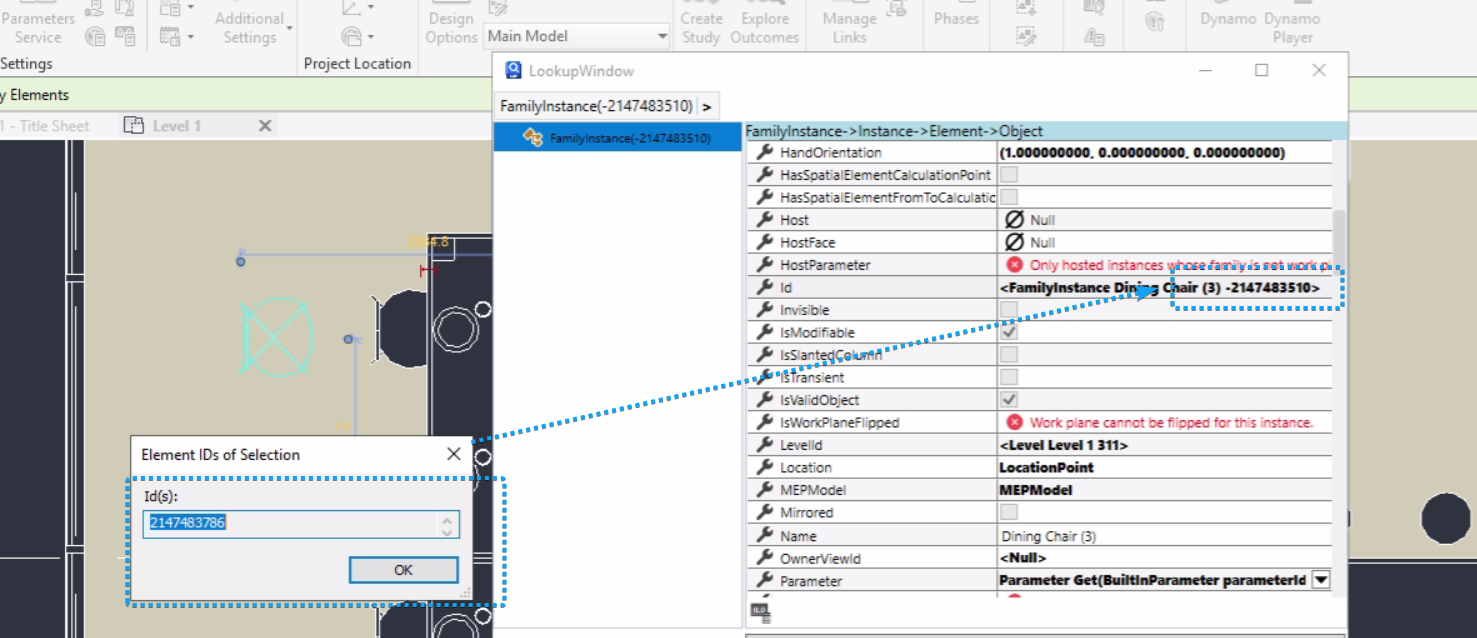 Parameters
Service
Additional
Settings
Settings
Project Location
Design
Options
Main Model
Create
Study
Explore
Outcomes
Manage
Links
Phases
Dynamo
Dynamo
Player
y Elements
1 - Title Sheet
Level 1
LookupWindow
FamilyInstance(-2147483510) >
FamilyInstance(-2147483510)
FamilyInstance->Instance->Element->Object
HandOrientation (1.000000000, 0.000000000, 0.000000000)
HasSpatialElementCalculationPoint
HasSpatialElementFromToCalculatic
Host Null
HostFace Null
HostParameter Only hosted instances whose family is not work pl
Id <FamilyInstance Dining Chair (3) -2147483510>
Invisible
IsModifiable
IsSlantedColumn
IsTransient
IsValidObject
IsWorkPlaneFlipped Work plane cannot be flipped for this instance.
LevelId <Level Level 1 311>
Location LocationPoint
MEPModel MEPModel
Mirrored
Name Dining Chair (3)
OwnerViewId <Null>
Parameter Parameter Get(BuiltInParameter parameterId
Element IDs of Selection
Id(s):
2147483786
OK